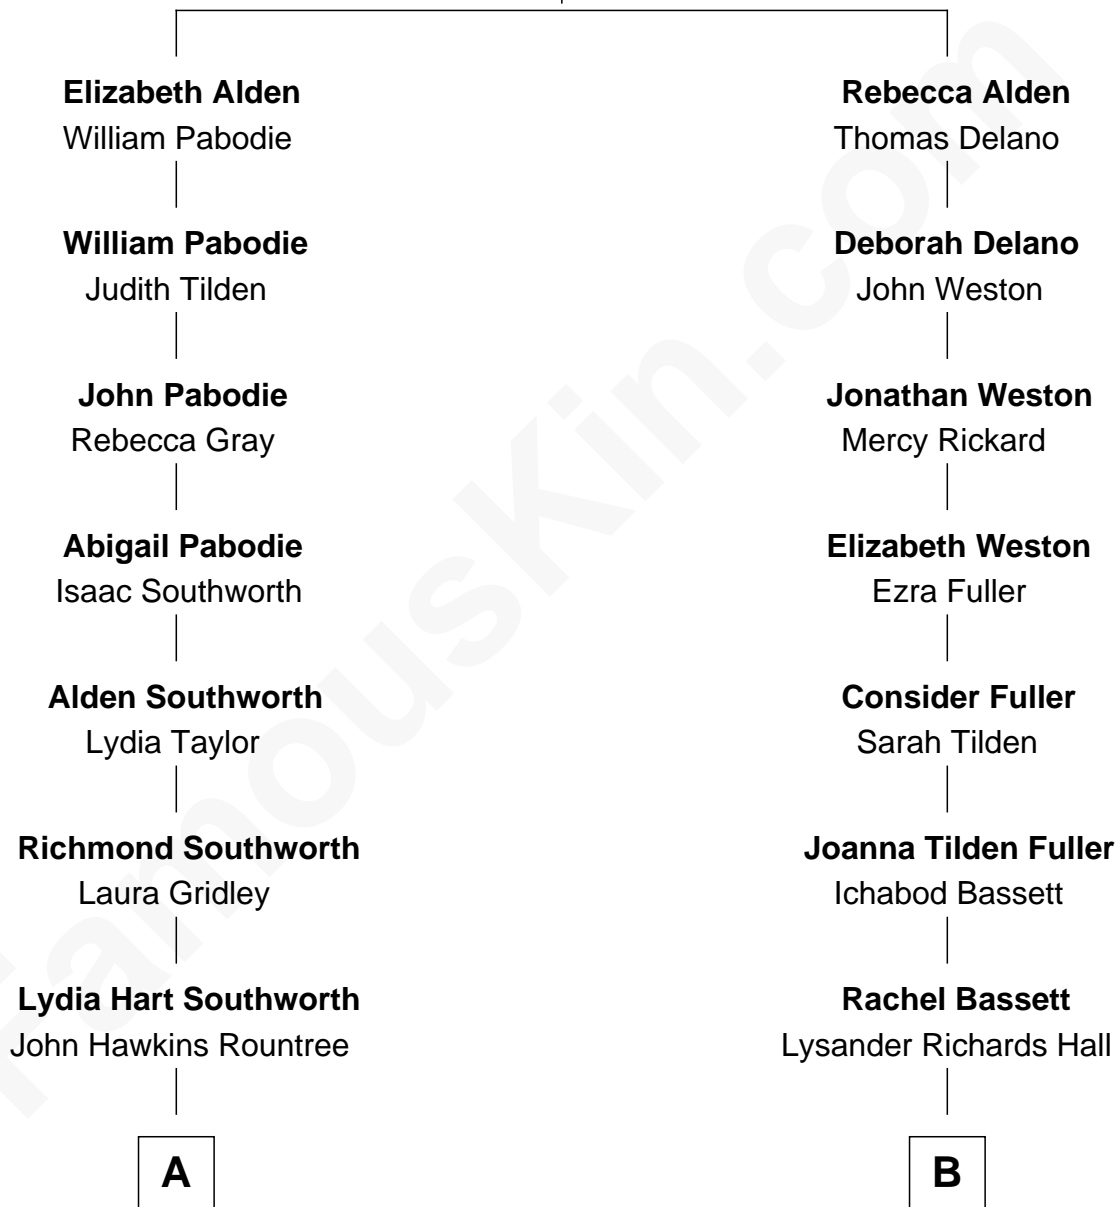 Elizabeth Alden
William Pabodie
William Pabodie
Judith Tilden
John Pabodie
Rebecca Gray
Abigail Pabodie
Isaac Southworth
Alden Southworth
Lydia Taylor
Richmond Southworth
Laura Gridley
Lydia Hart Southworth
John Hawkins Rountree
A
Rebecca Alden
Thomas Delano
Deborah Delano
John Weston
Jonathan Weston
Mercy Rickard
Elizabeth Weston
Ezra Fuller
Consider Fuller
Sarah Tilden
Joanna Tilden Fuller
Ichabod Bassett
Rachel Bassett
Lysander Richards Hall
B
FamousKin.com